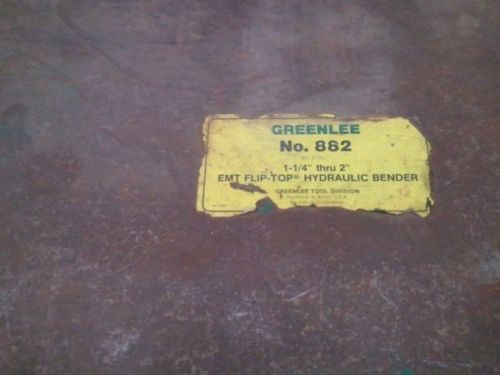 GREENLEE
No. 882
1-1/4" thru 2"
EMT FLIP-TOP® HYDRAULIC BENDER
GREENLEE TOOL DIVISION